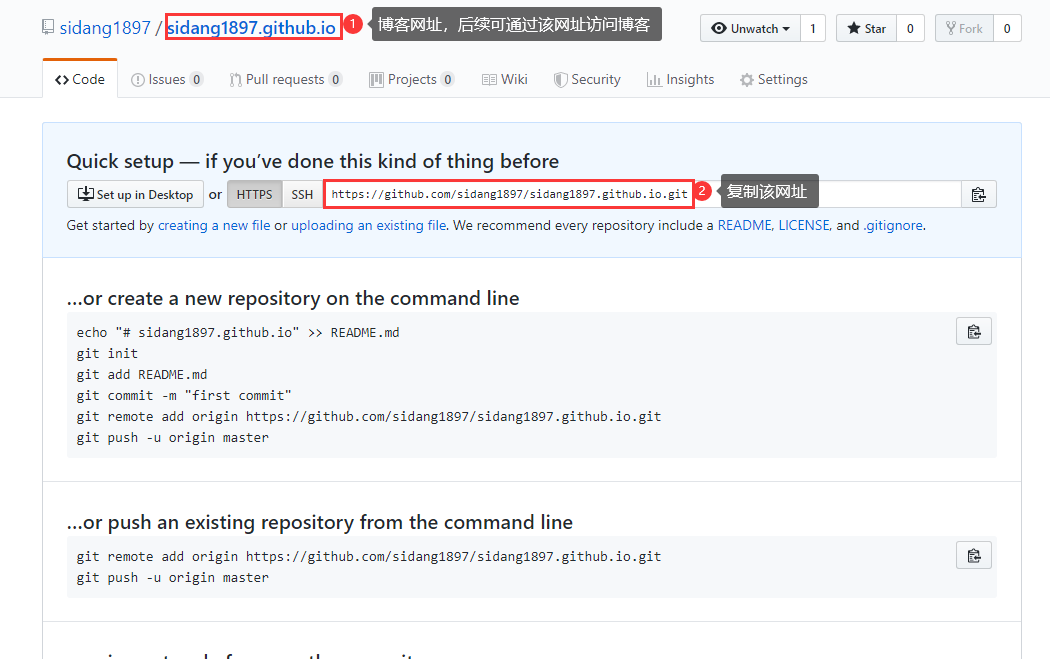 sidang1897 / sidang1897.github.io 1 博客网址，后续可通过该网址访问博客 Unwatch 1 Star 0 Fork 0
Code Issues 0 Pull requests 0 Projects 0 Wiki Security Insights Settings
Quick setup — if you’ve done this kind of thing before
Set up in Desktop or HTTPS SSH https://github.com/sidang1897/sidang1897.github.io.git 2 复制该网址
Get started by creating a new file or uploading an existing file. We recommend every repository include a README, LICENSE, and .gitignore.
…or create a new repository on the command line
echo "# sidang1897.github.io" >> README.md
git init
git add README.md
git commit -m "first commit"
git remote add origin https://github.com/sidang1897/sidang1897.github.io.git
git push -u origin master
…or push an existing repository from the command line
git remote add origin https://github.com/sidang1897/sidang1897.github.io.git
git push -u origin master